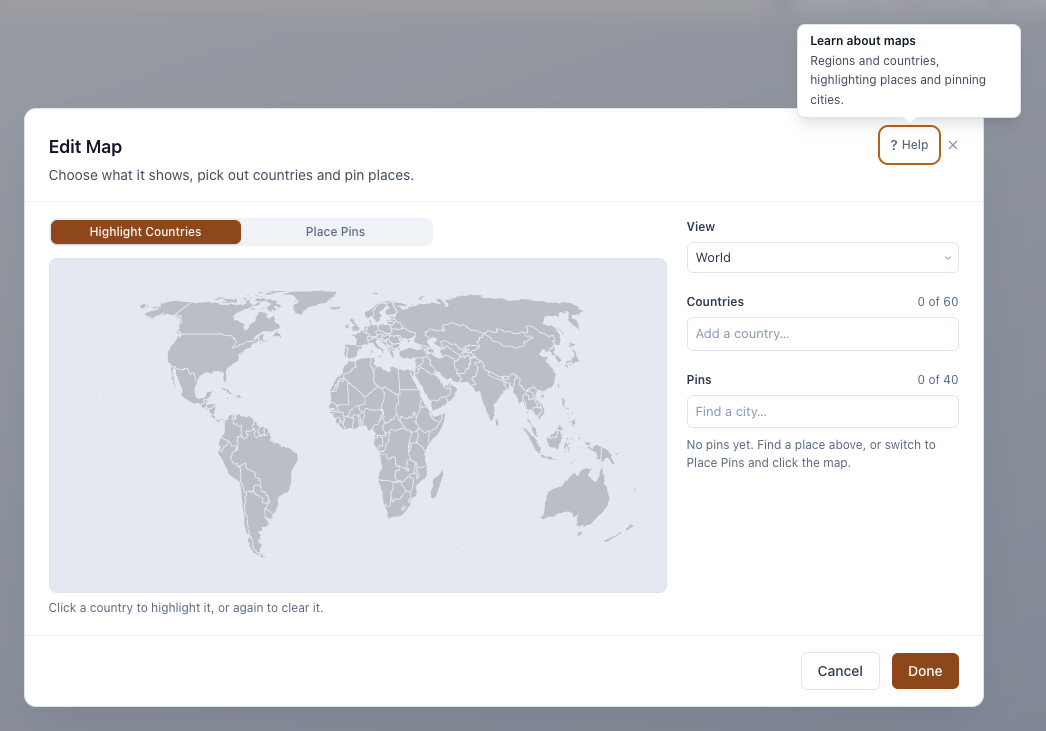 Learn about maps
Regions and countries,
highlighting places and pinning
cities.
Edit Map
? Help ×
Choose what it shows, pick out countries and pin places.
Highlight Countries
Place Pins
View
World
Countries
0 of 60
Add a country...
Pins
0 of 40
Find a city...
No pins yet. Find a place above, or switch to
Place Pins and click the map.
Click a country to highlight it, or again to clear it.
Cancel
Done